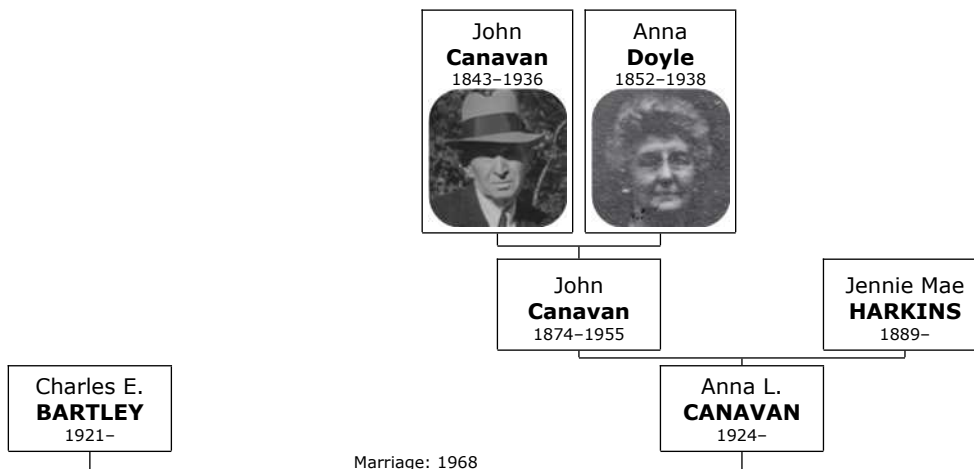 John
Canavan
1843–1936
Anna
Doyle
1852–1938
John
Canavan
1874–1955
Jennie Mae
HARKINS
1889–
Charles E.
BARTLEY
1921–
Anna L.
CANAVAN
1924–
Marriage: 1968